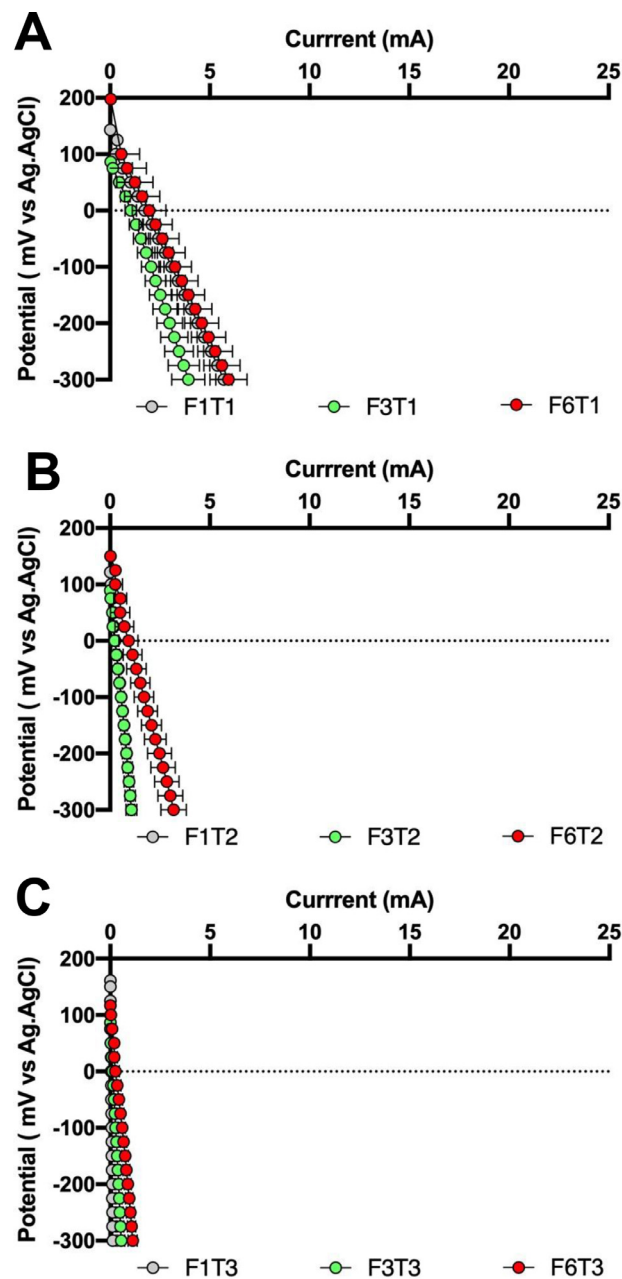 A
Currrent (mA)
0 5 10 15 20 25
Potential ( mV vs Ag.AgCl)
200
100
0
-100
-200
-300
F1T1 F3T1 F6T1
B
Currrent (mA)
0 5 10 15 20 25
Potential ( mV vs Ag.AgCl)
200
100
0
-100
-200
-300
F1T2 F3T2 F6T2
C
Currrent (mA)
0 5 10 15 20 25
Potential ( mV vs Ag.AgCl)
200
100
0
-100
-200
-300
F1T3 F3T3 F6T3